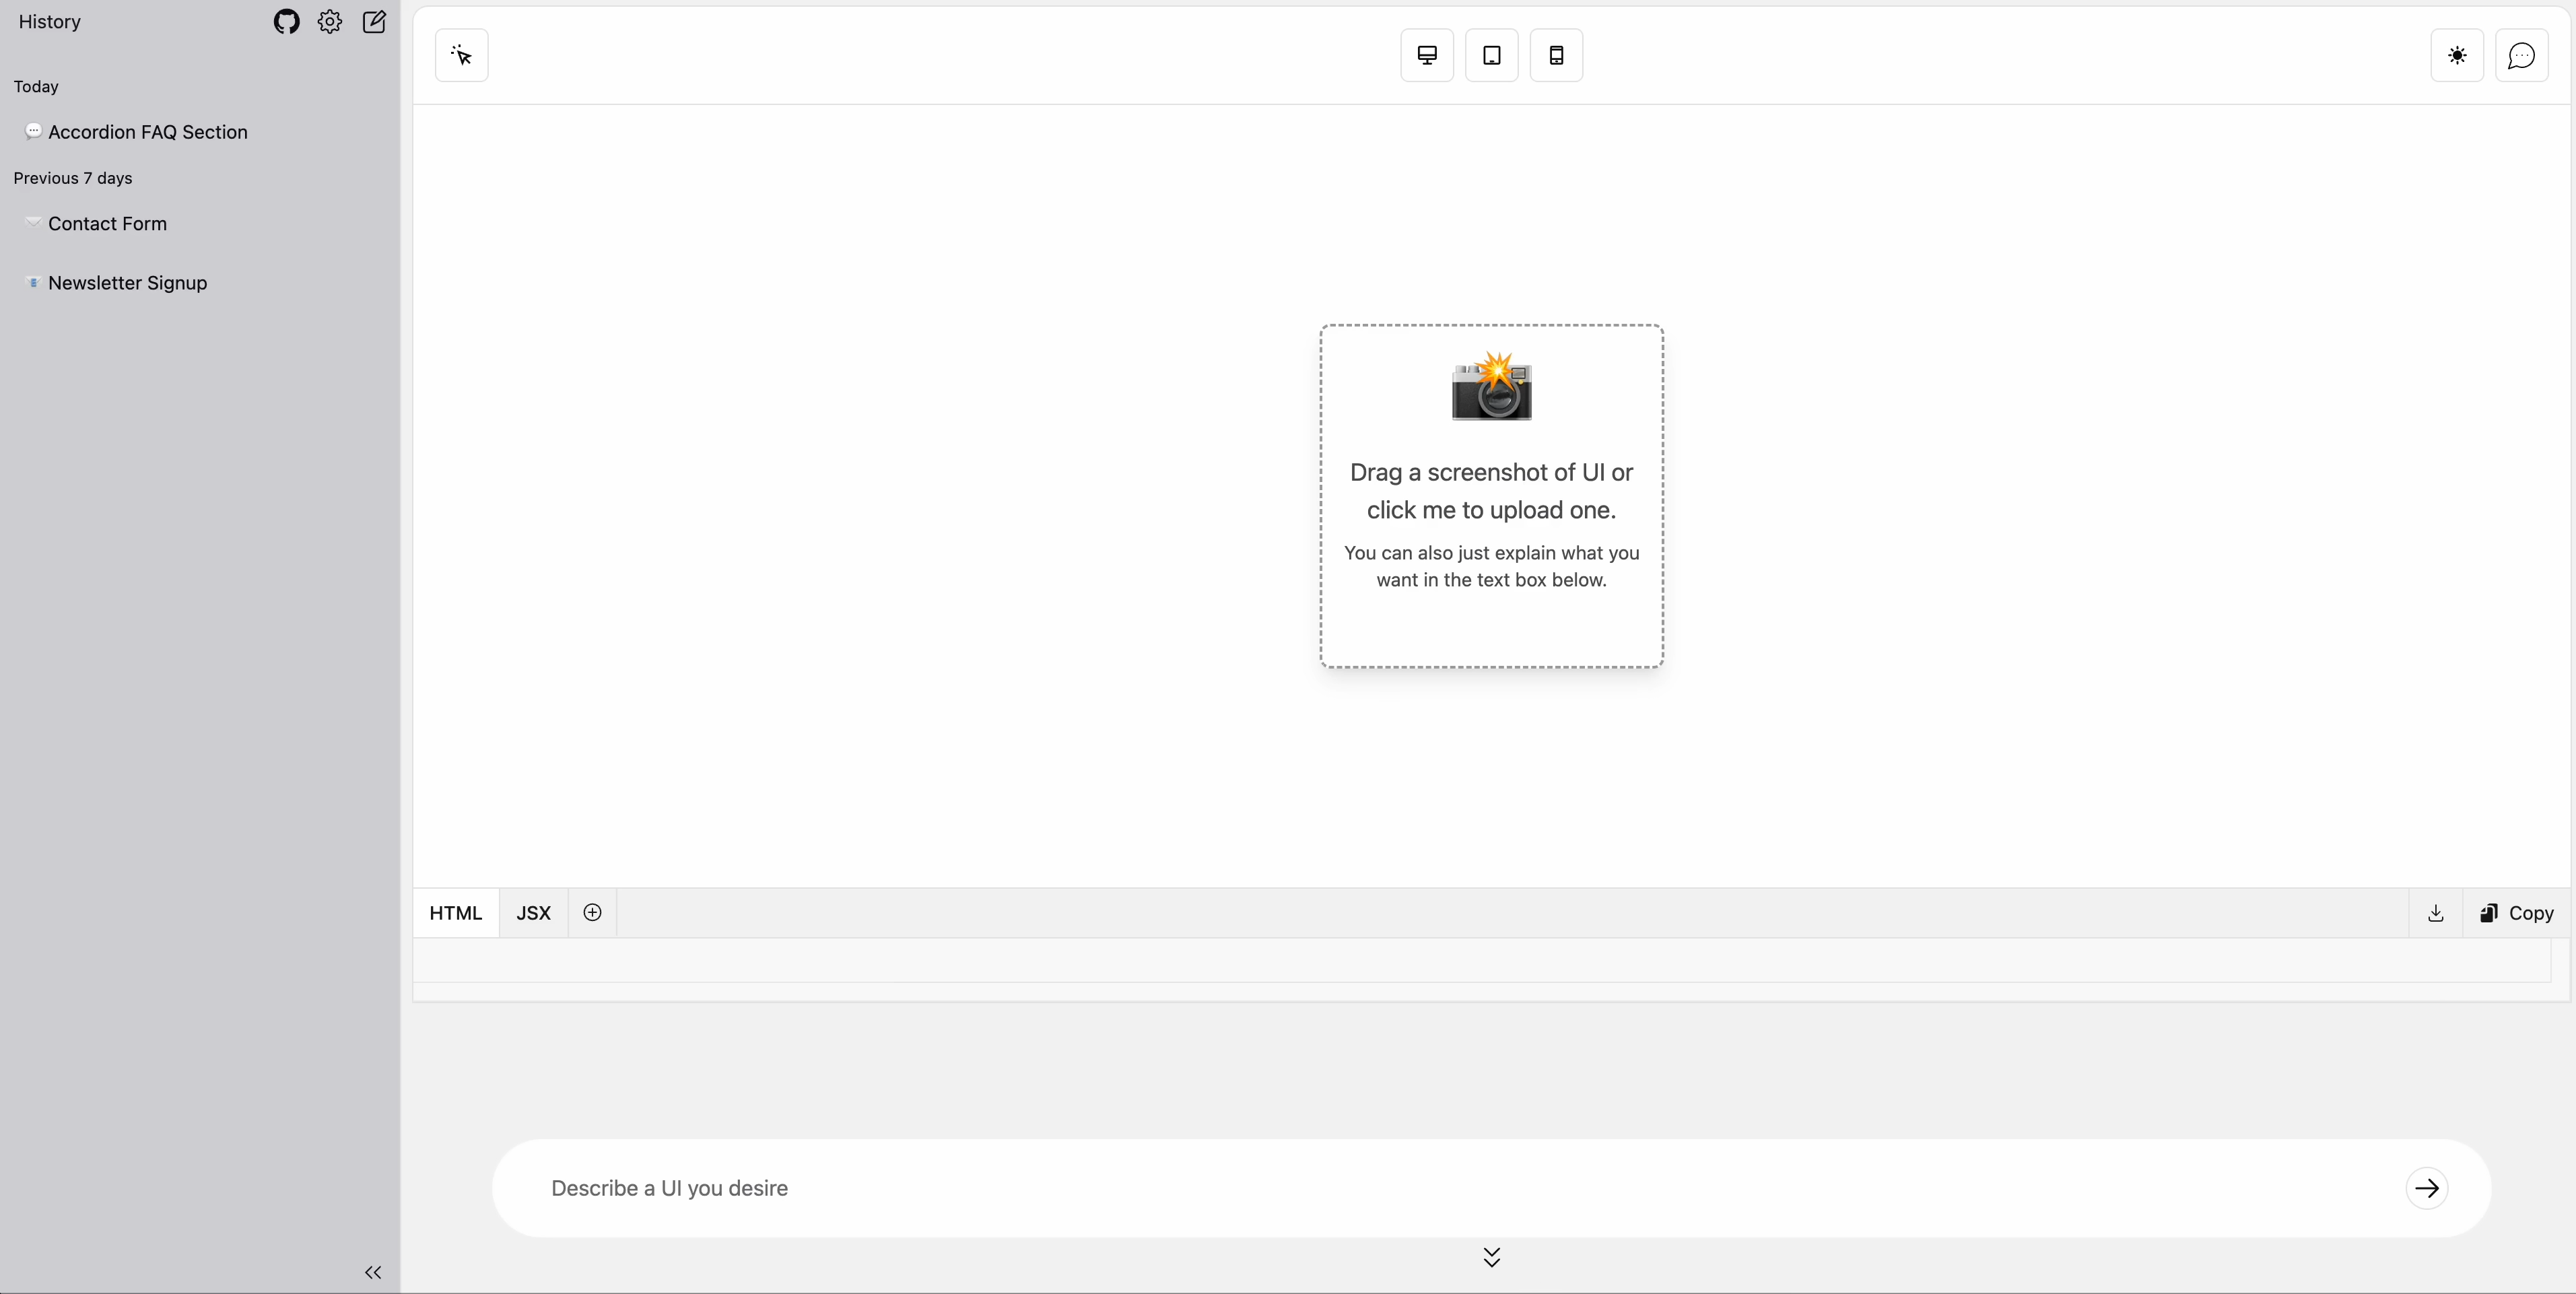 History
Today
Accordion FAQ Section
Previous 7 days
Contact Form
Newsletter Signup
Drag a screenshot of UI or
click me to upload one.
You can also just explain what you
want in the text box below.
HTML
JSX
Copy
Describe a UI you desire